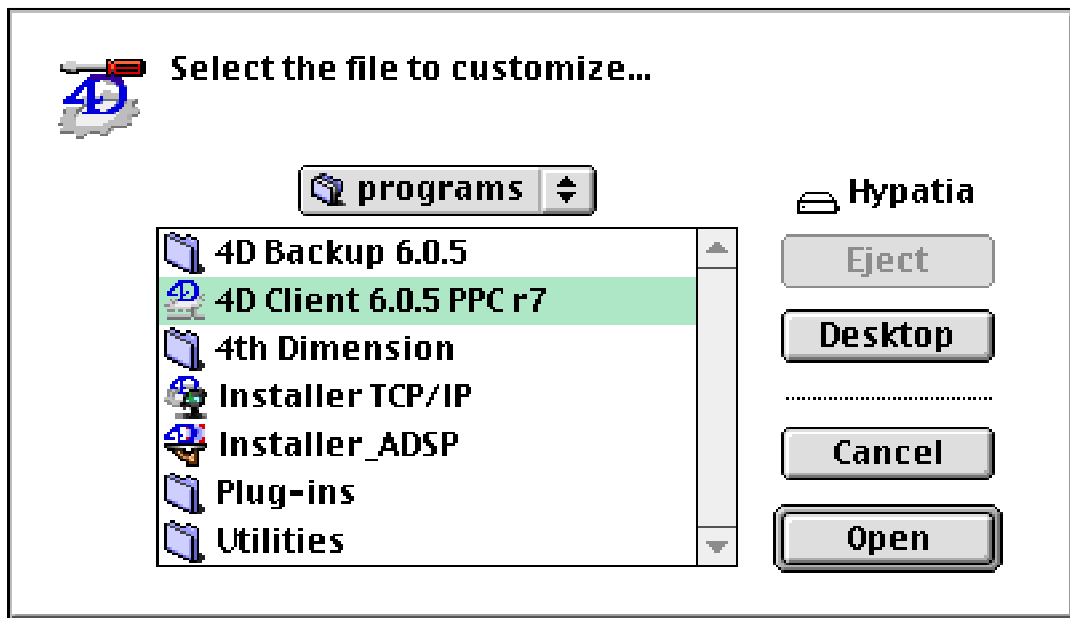 Select the file to customize...
programs
Hypatia
4D Backup 6.0.5
4D Client 6.0.5 PPC r7
4th Dimension
Installer TCP/IP
Installer_ADSP
Plug-ins
Utilities
Eject
Desktop
Cancel
Open